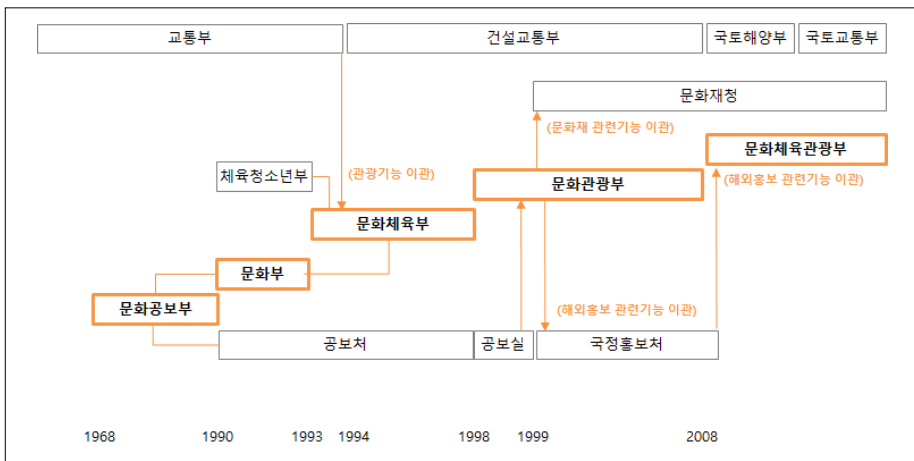 교통부 건설교통부 국토해양부 국토교통부
문화재청
(문화재 관련기능 이관)
문화체육관광부
체육청소년부 (관광기능 이관) 문화관광부 (해외홍보 관련기능 이관)
문화체육부
문화부
문화공보부 (해외홍보 관련기능 이관)
공보처 공보실 국정홍보처
1968 1990 1993 1994 1998 1999 2008